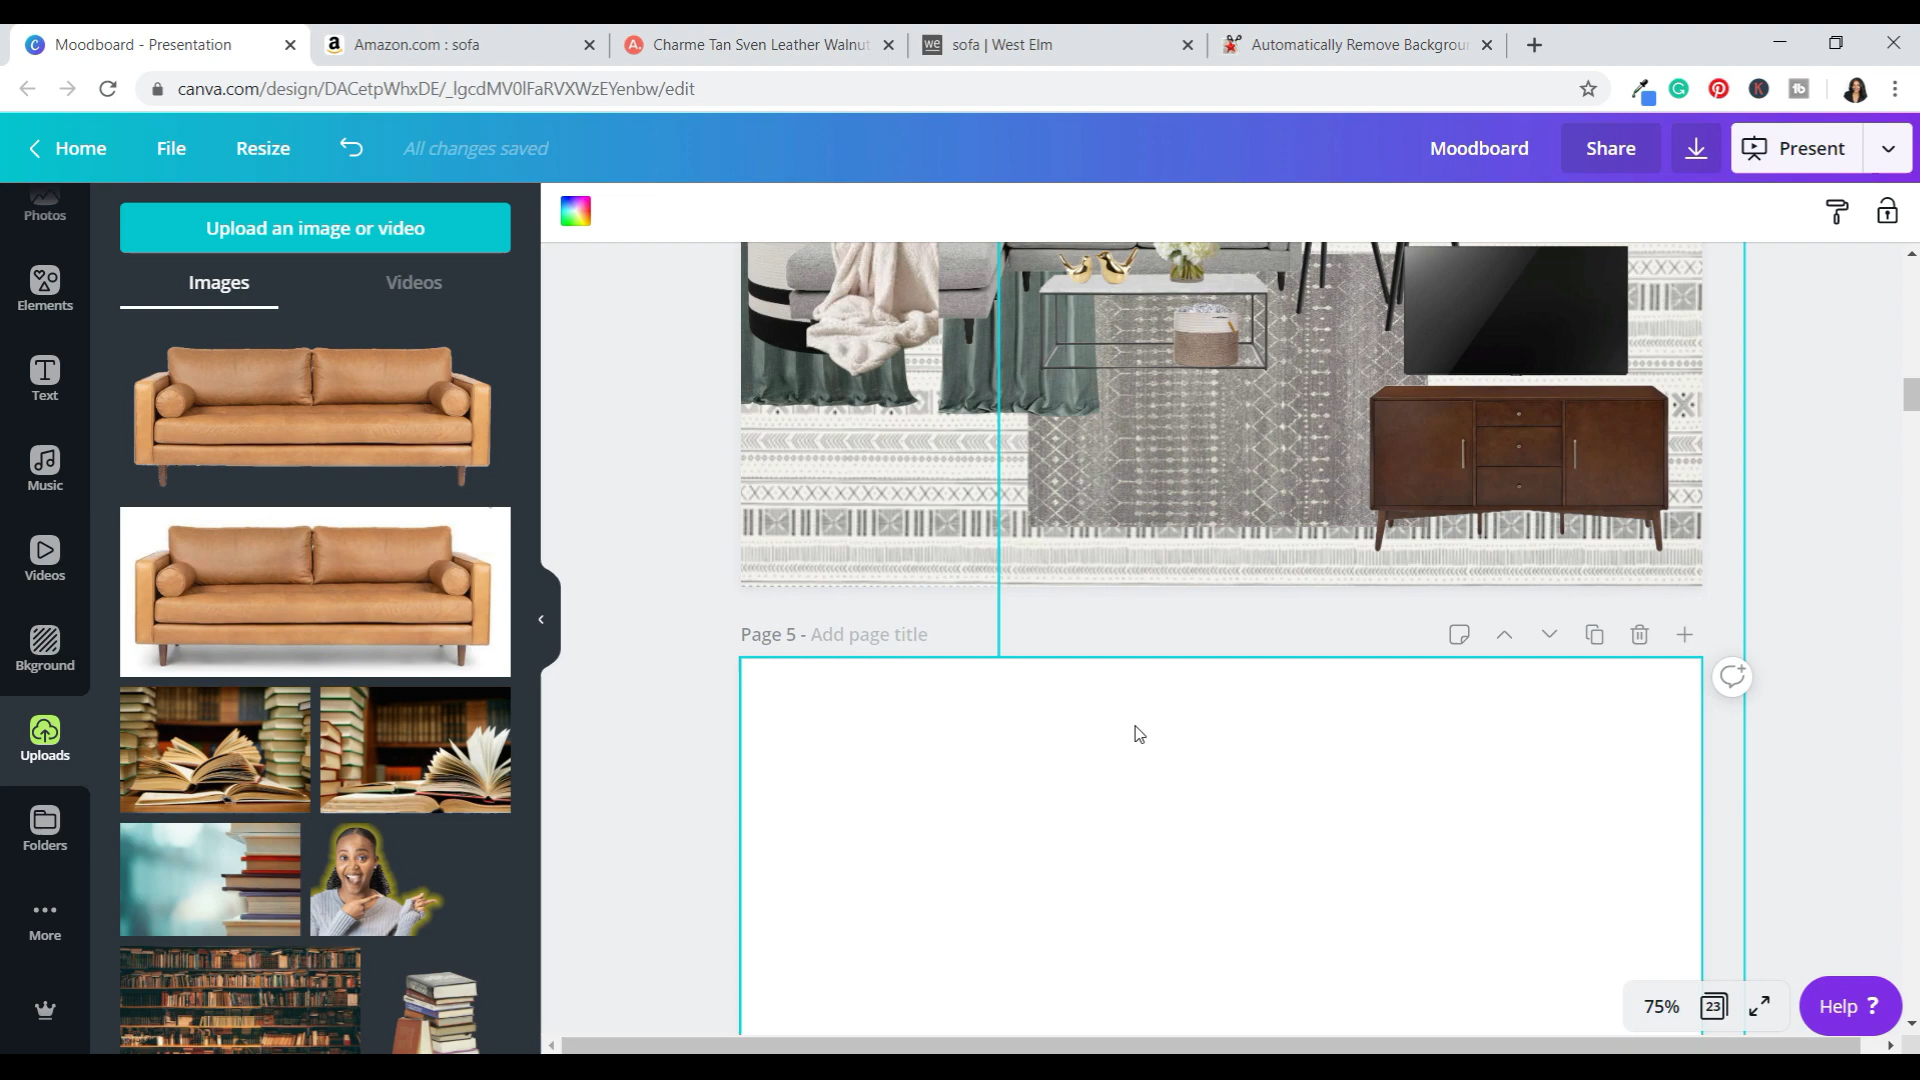 Moodboard - Presentation
Amazon.com : sofa
Charme Tan Sven Leather Walnut
sofa | West Elm
Automatically Remove Backgrou
canva.com/design/DACetpWhxDE/_lgcdMV0lFaRVXWzEYenbw/edit
Home
File
Resize
All changes saved
Moodboard
Share
Present
Photos
Elements
Text
Music
Videos
Bkground
Uploads
Folders
More
Upload an image or video
Images
Videos
Page 5 - Add page title
75%
23
Help ?